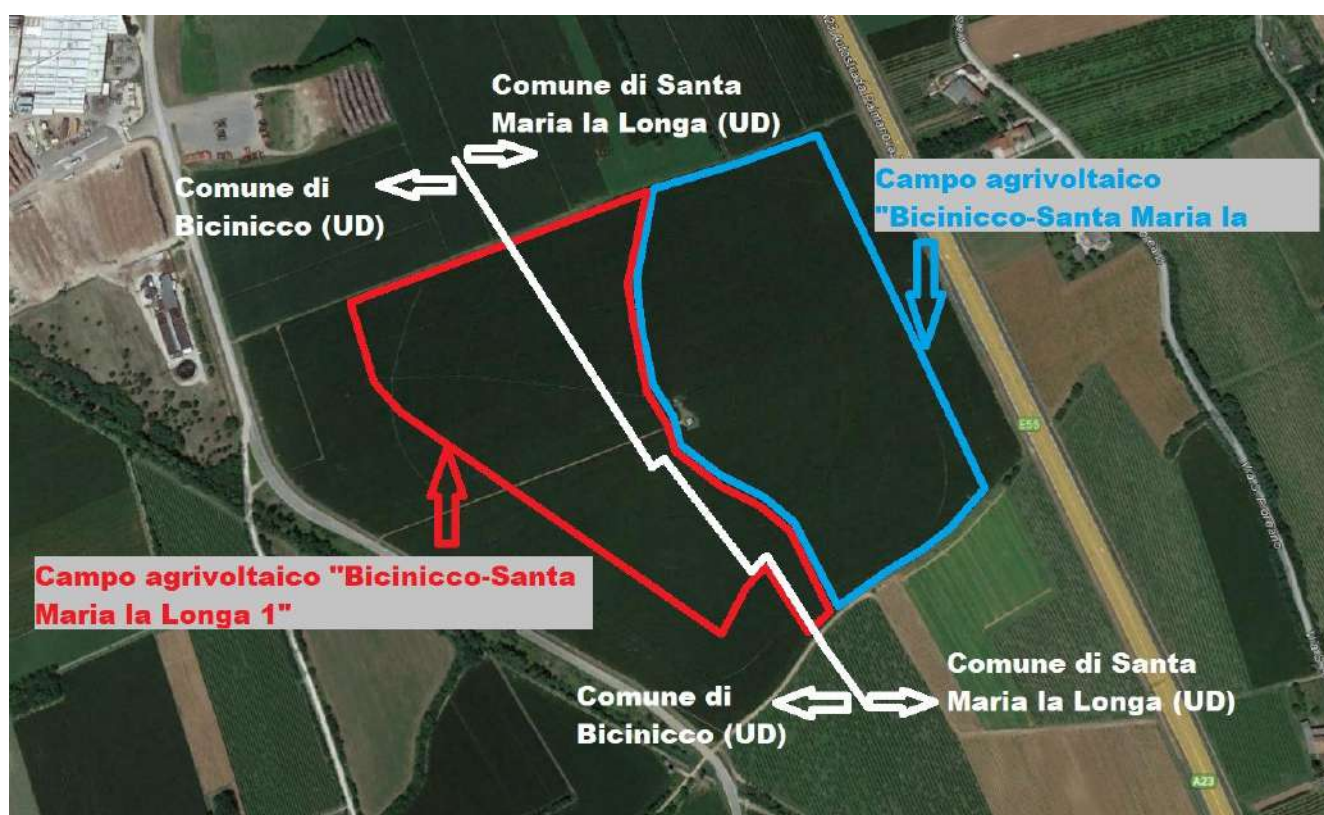 Comune di Santa
Maria la Longa (UD)
Comune di
Bicinicco (UD)
Campo agrivoltaico
"Bicinicco-Santa Maria la
E55
Campo agrivoltaico "Bicinicco-Santa
Maria la Longa 1"
Comune di Santa
Maria la Longa (UD)
Comune di
Bicinicco (UD)
A23